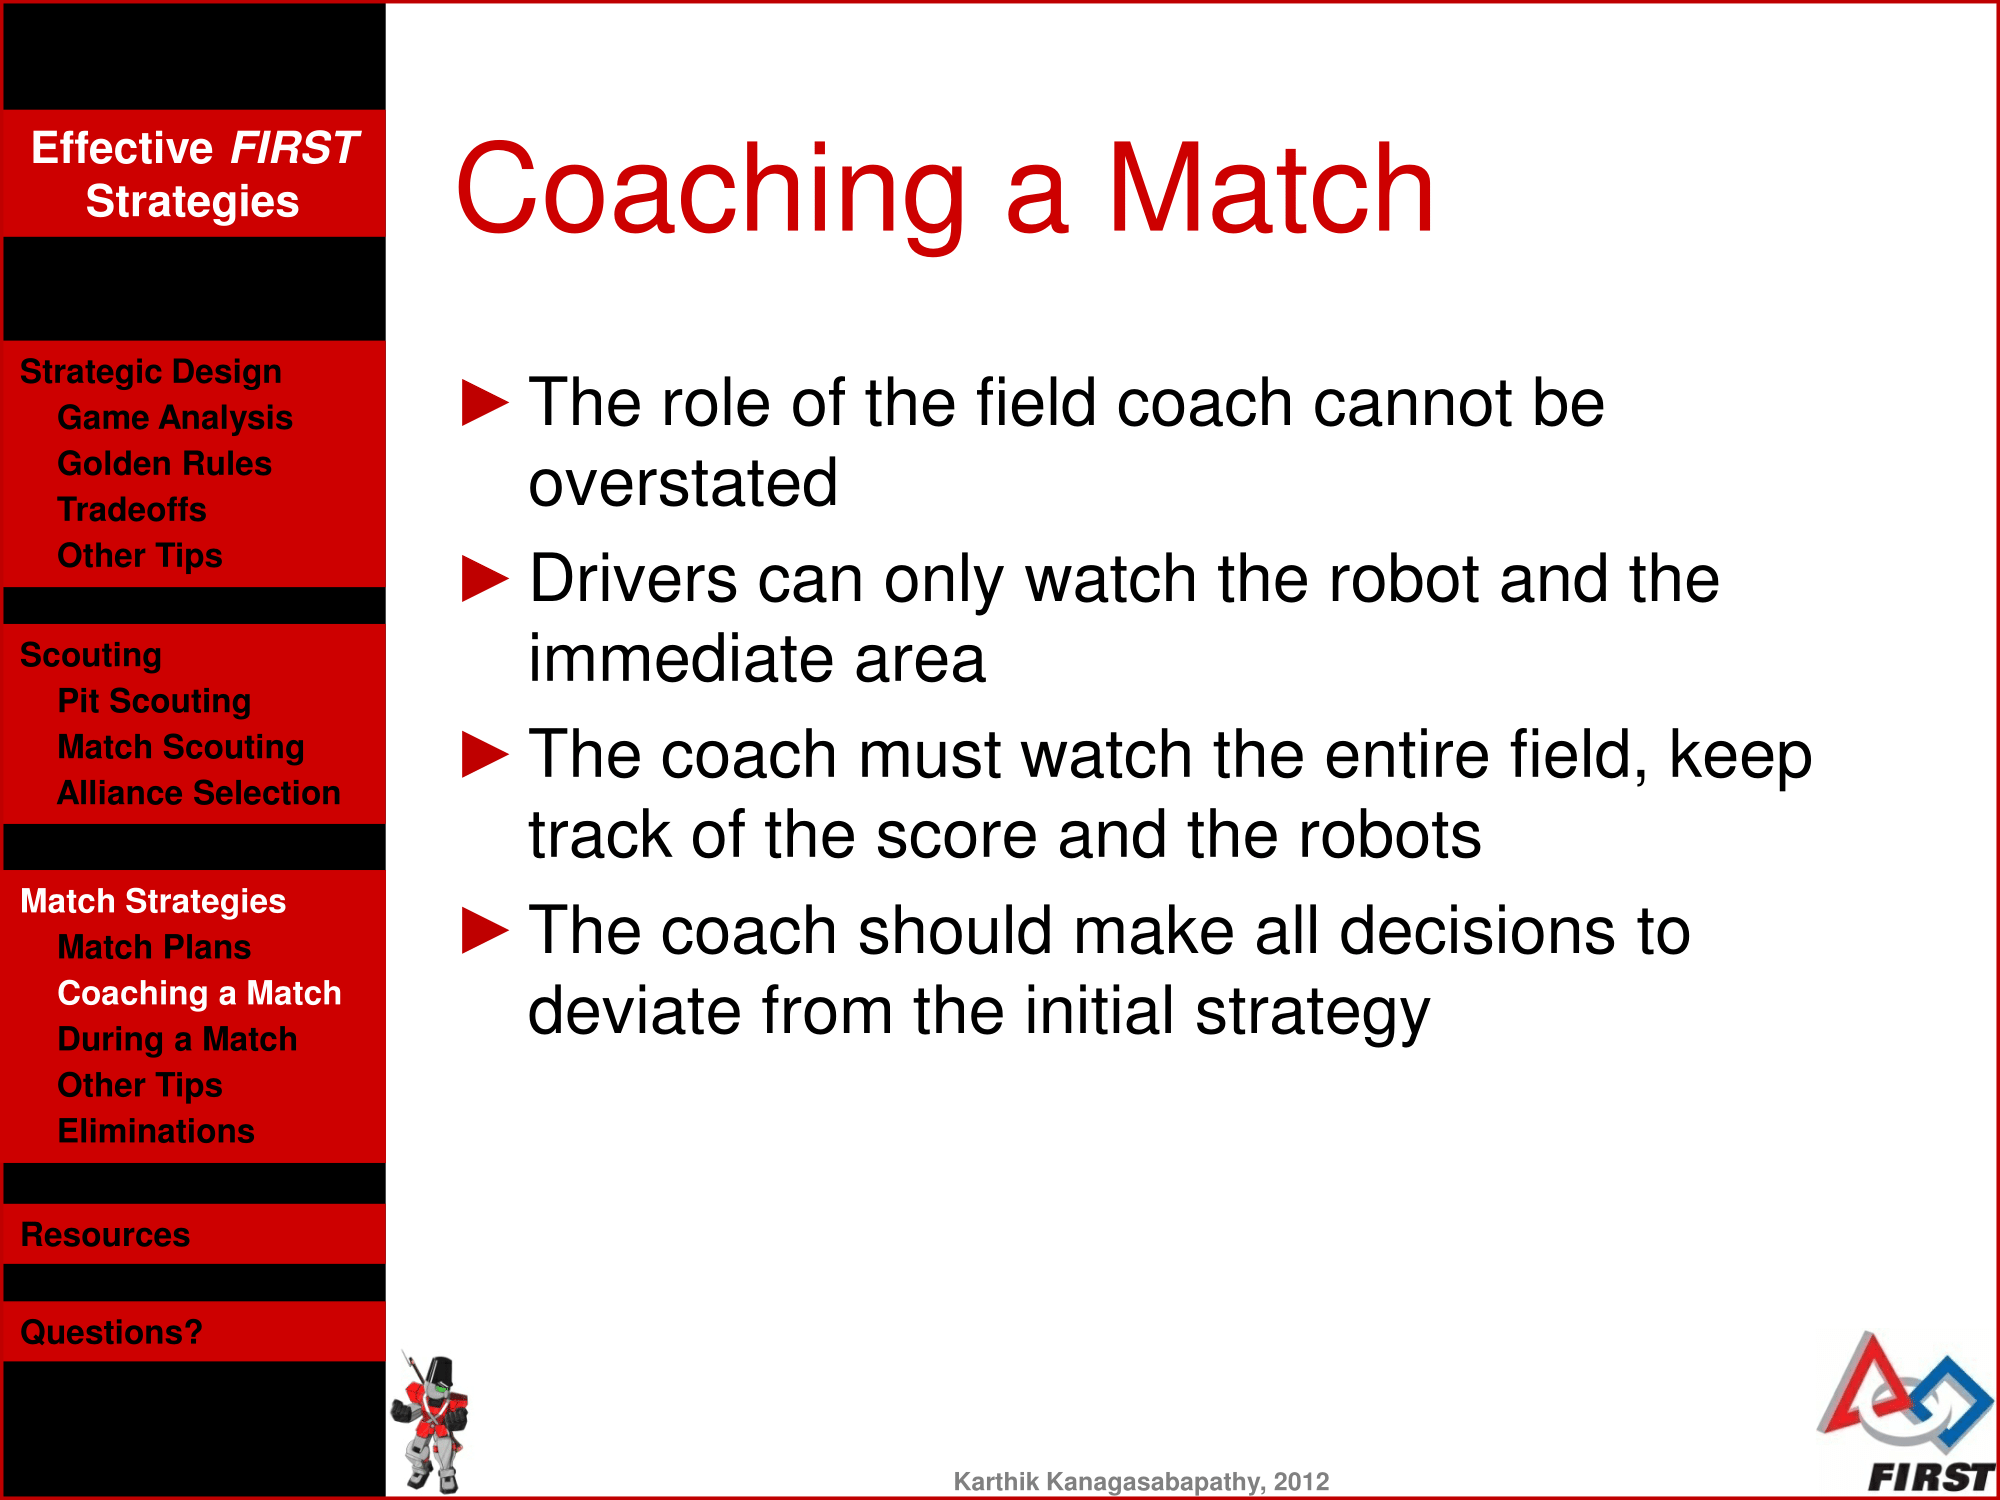 Effective FIRST
Strategies
Strategic Design
Game Analysis
Golden Rules
Tradeoffs
Other Tips
Scouting
Pit Scouting
Match Scouting
Alliance Selection
Match Strategies
Match Plans
Coaching a Match
During a Match
Other Tips
Eliminations
Resources
Questions?
Coaching a Match
► The role of the field coach cannot be
overstated
► Drivers can only watch the robot and the
immediate area
► The coach must watch the entire field, keep
track of the score and the robots
► The coach should make all decisions to
deviate from the initial strategy
Karthik Kanagasabapathy, 2012
FIRST